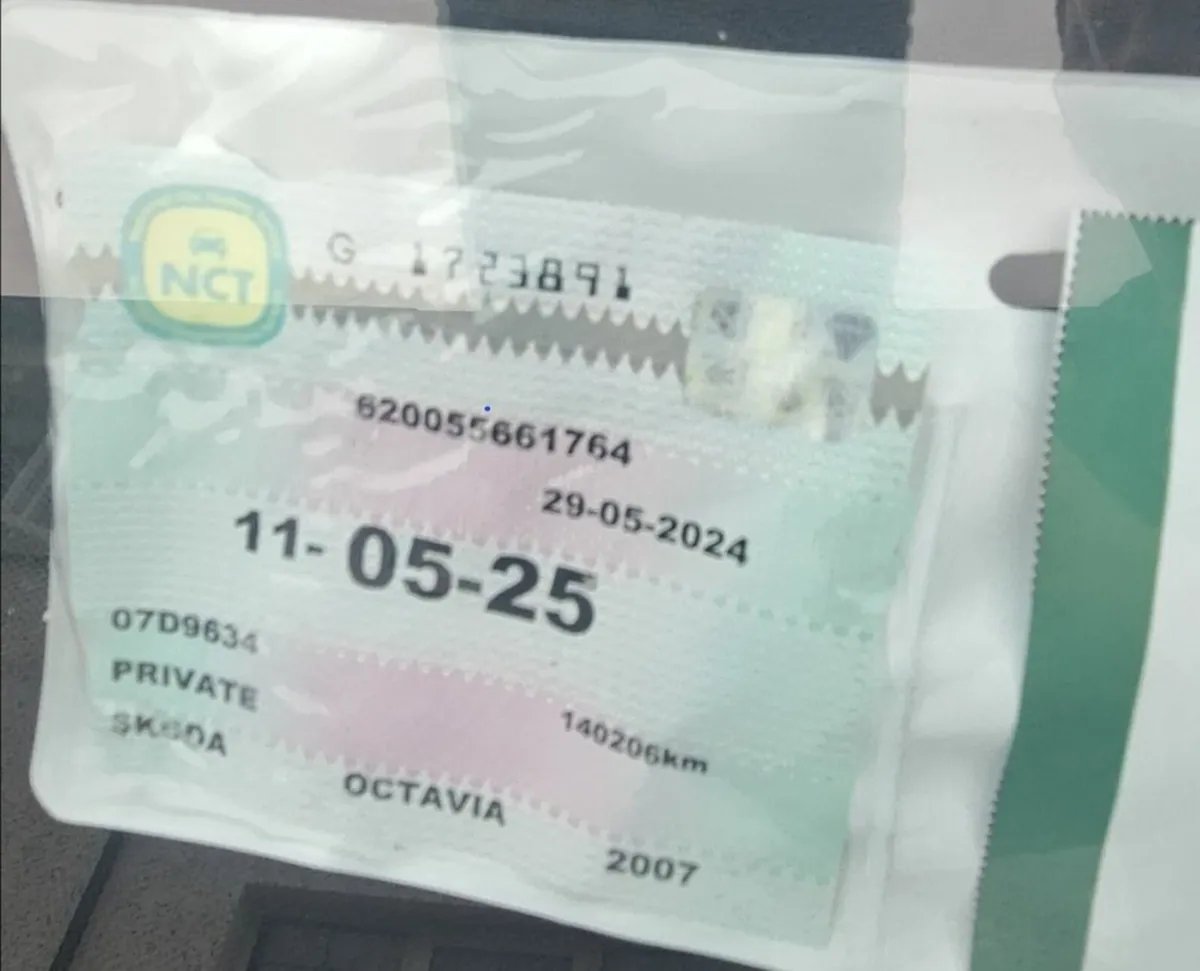 NCT
G 1723891
620055661764
29-05-2024
11-05-25
07D9634
PRIVATE
140206km
SKODA
OCTAVIA
2007